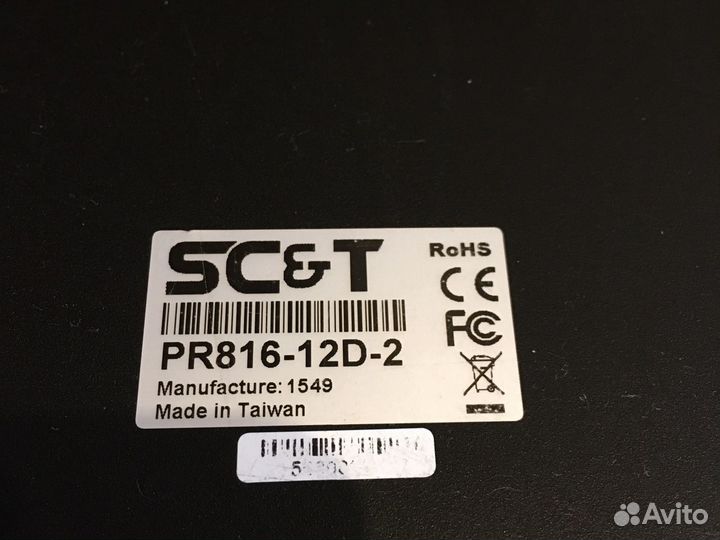 SC&T
RoHS
CE
FC
PR816-12D-2
Manufacture: 1549
Made in Taiwan
Avito